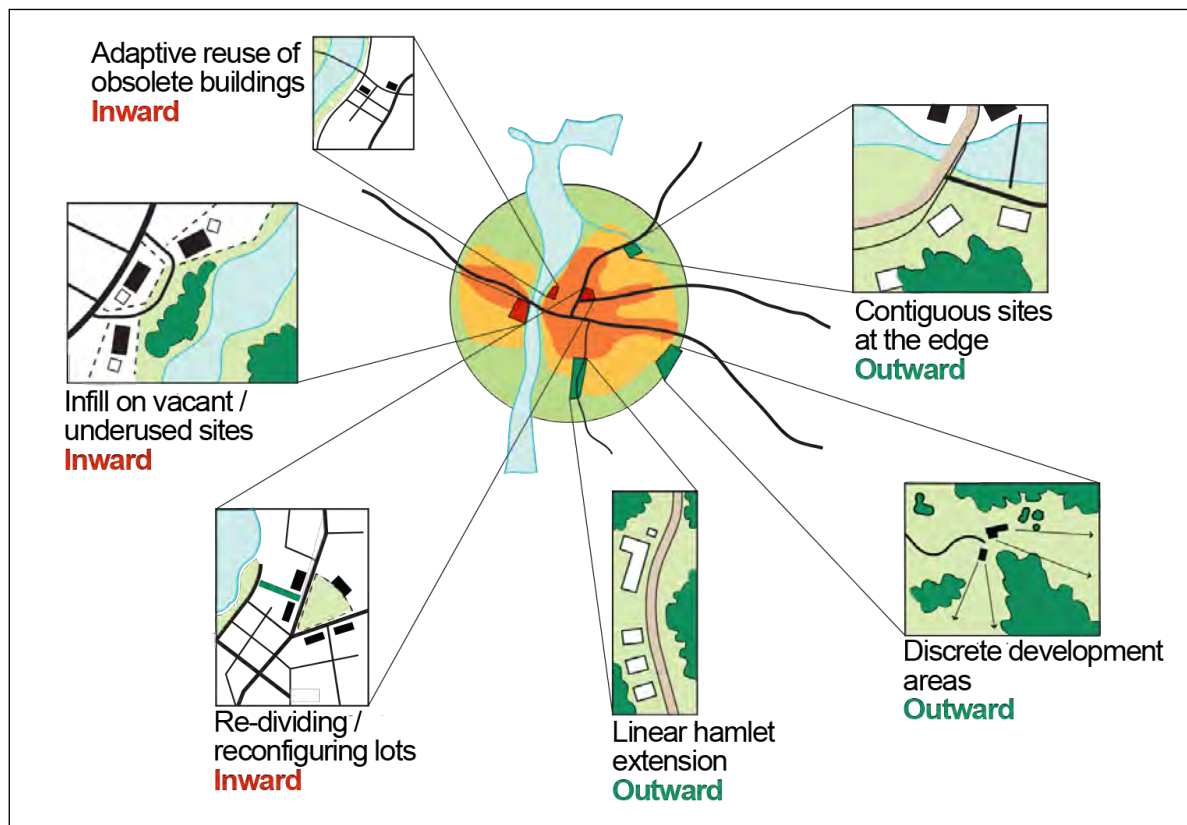 Adaptive reuse of
obsolete buildings
Inward
Infill on vacant /
underused sites
Inward
Re-dividing /
reconfiguring lots
Inward
Linear hamlet
extension
Outward
Contiguous sites
at the edge
Outward
Discrete development
areas
Outward